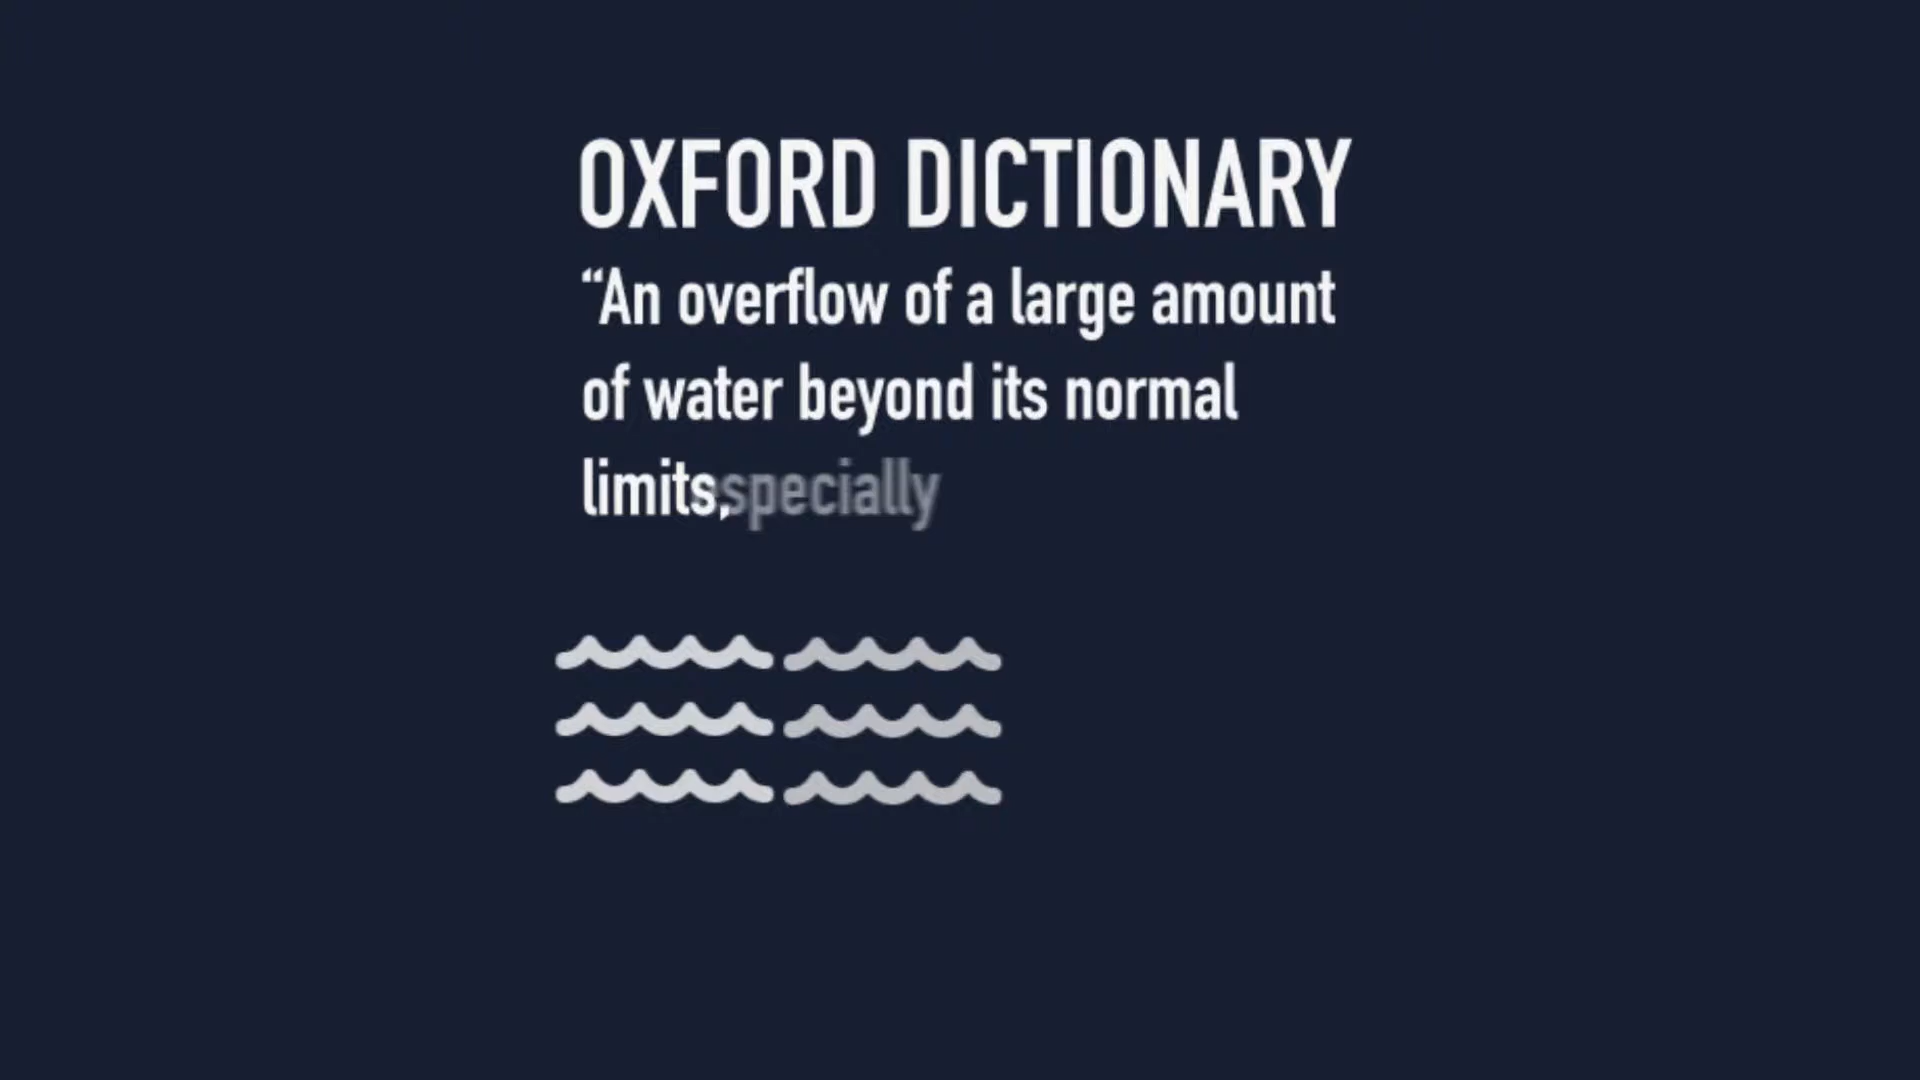 OXFORD DICTIONARY
“An overflow of a large amount
of water beyond its normal
limits,specially